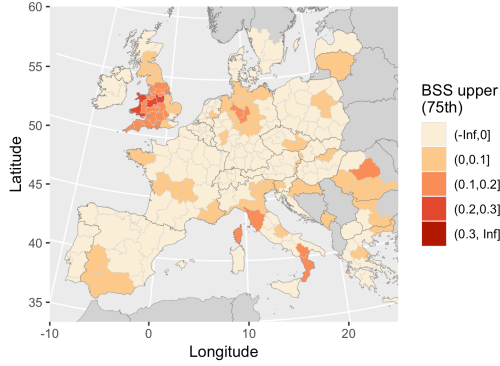 60
55
50
45
40
35
Latitude
-10
0
10
20
Longitude
BSS upper
(75th)
(-Inf,0]
(0,0.1]
(0.1,0.2]
(0.2,0.3]
(0.3, Inf]